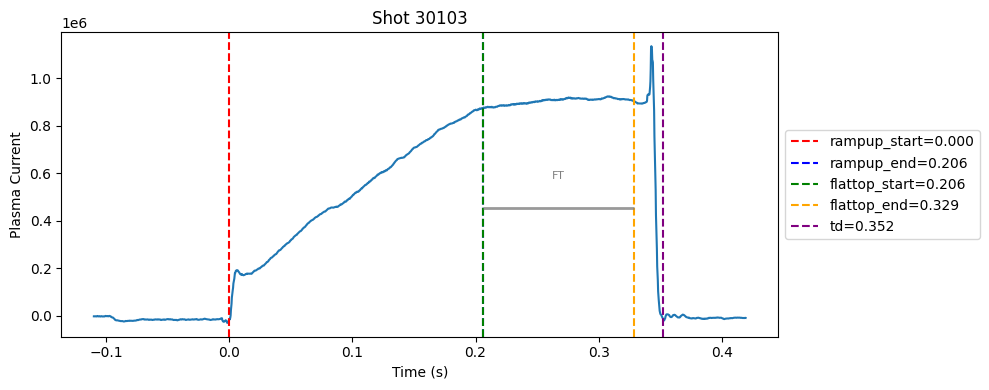 Shot 30103
1e6
1.0
0.8
0.6
0.4
0.2
0.0
Plasma Current
FT
−0.1
0.0
0.1
0.2
0.3
0.4
Time (s)
rampup_start=0.000
rampup_end=0.206
flattop_start=0.206
flattop_end=0.329
td=0.352